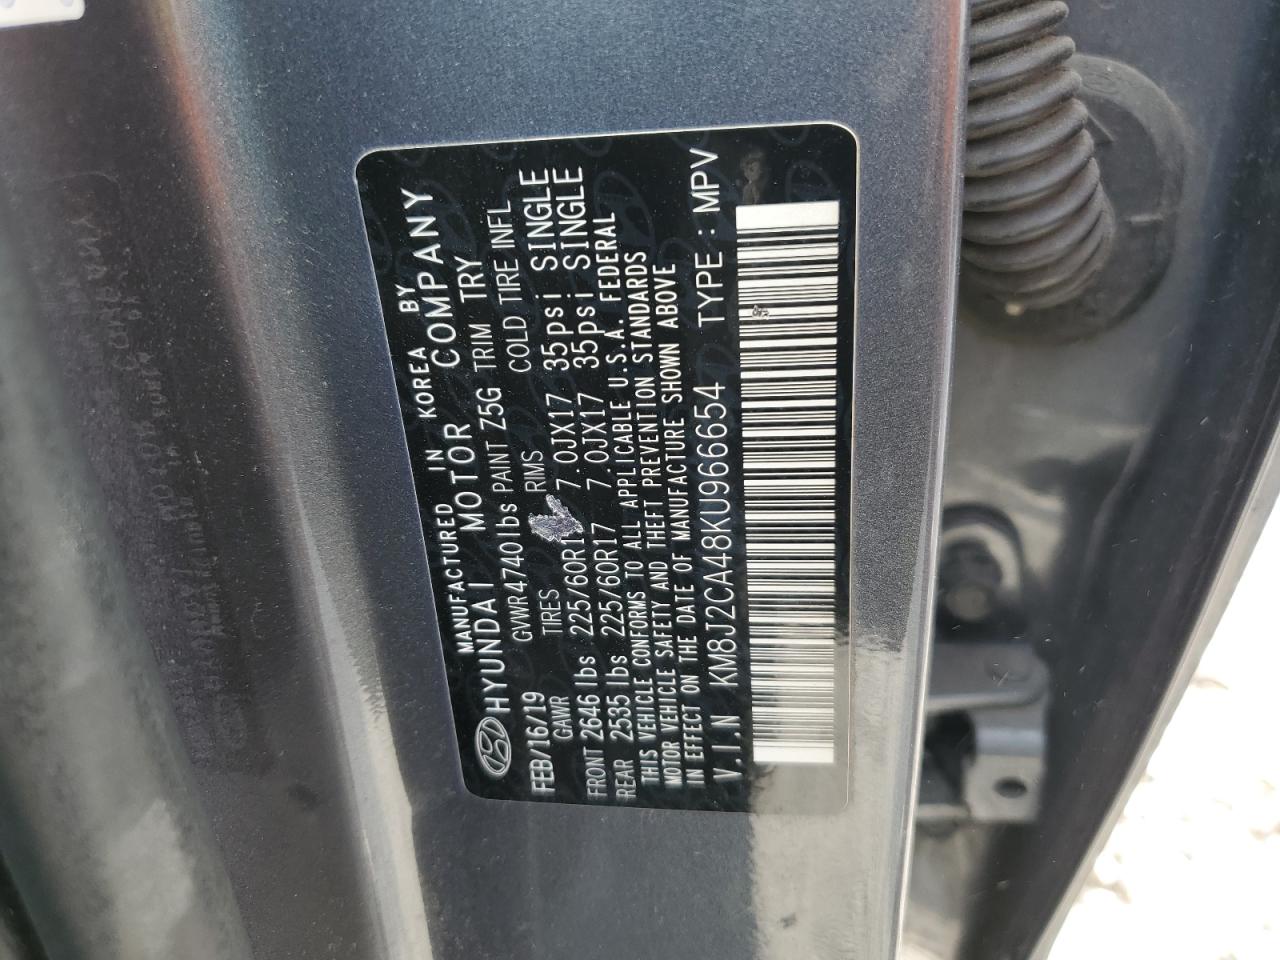 MANUFACTURED IN KOREA BY
HYUNDAI MOTOR COMPANY
FEB/16/19 GVWR 4740lbs PAINT Z5G TRIM TRY
GAWR TIRES RIMS COLD TIRE INFL
FRONT 2646 lbs 225/60R1 7.0JX17 35psi SINGLE
REAR 2535 lbs 225/60R17 7.0JX17 35psi SINGLE
THIS VEHICLE CONFORMS TO ALL APPLICABLE U.S.A. FEDERAL
MOTOR VEHICLE SAFETY AND THEFT PREVENTION STANDARDS
IN EFFECT ON THE DATE OF MANUFACTURE SHOWN ABOVE
V.I.N KM8J2CA48KU966654 TYPE : MPV